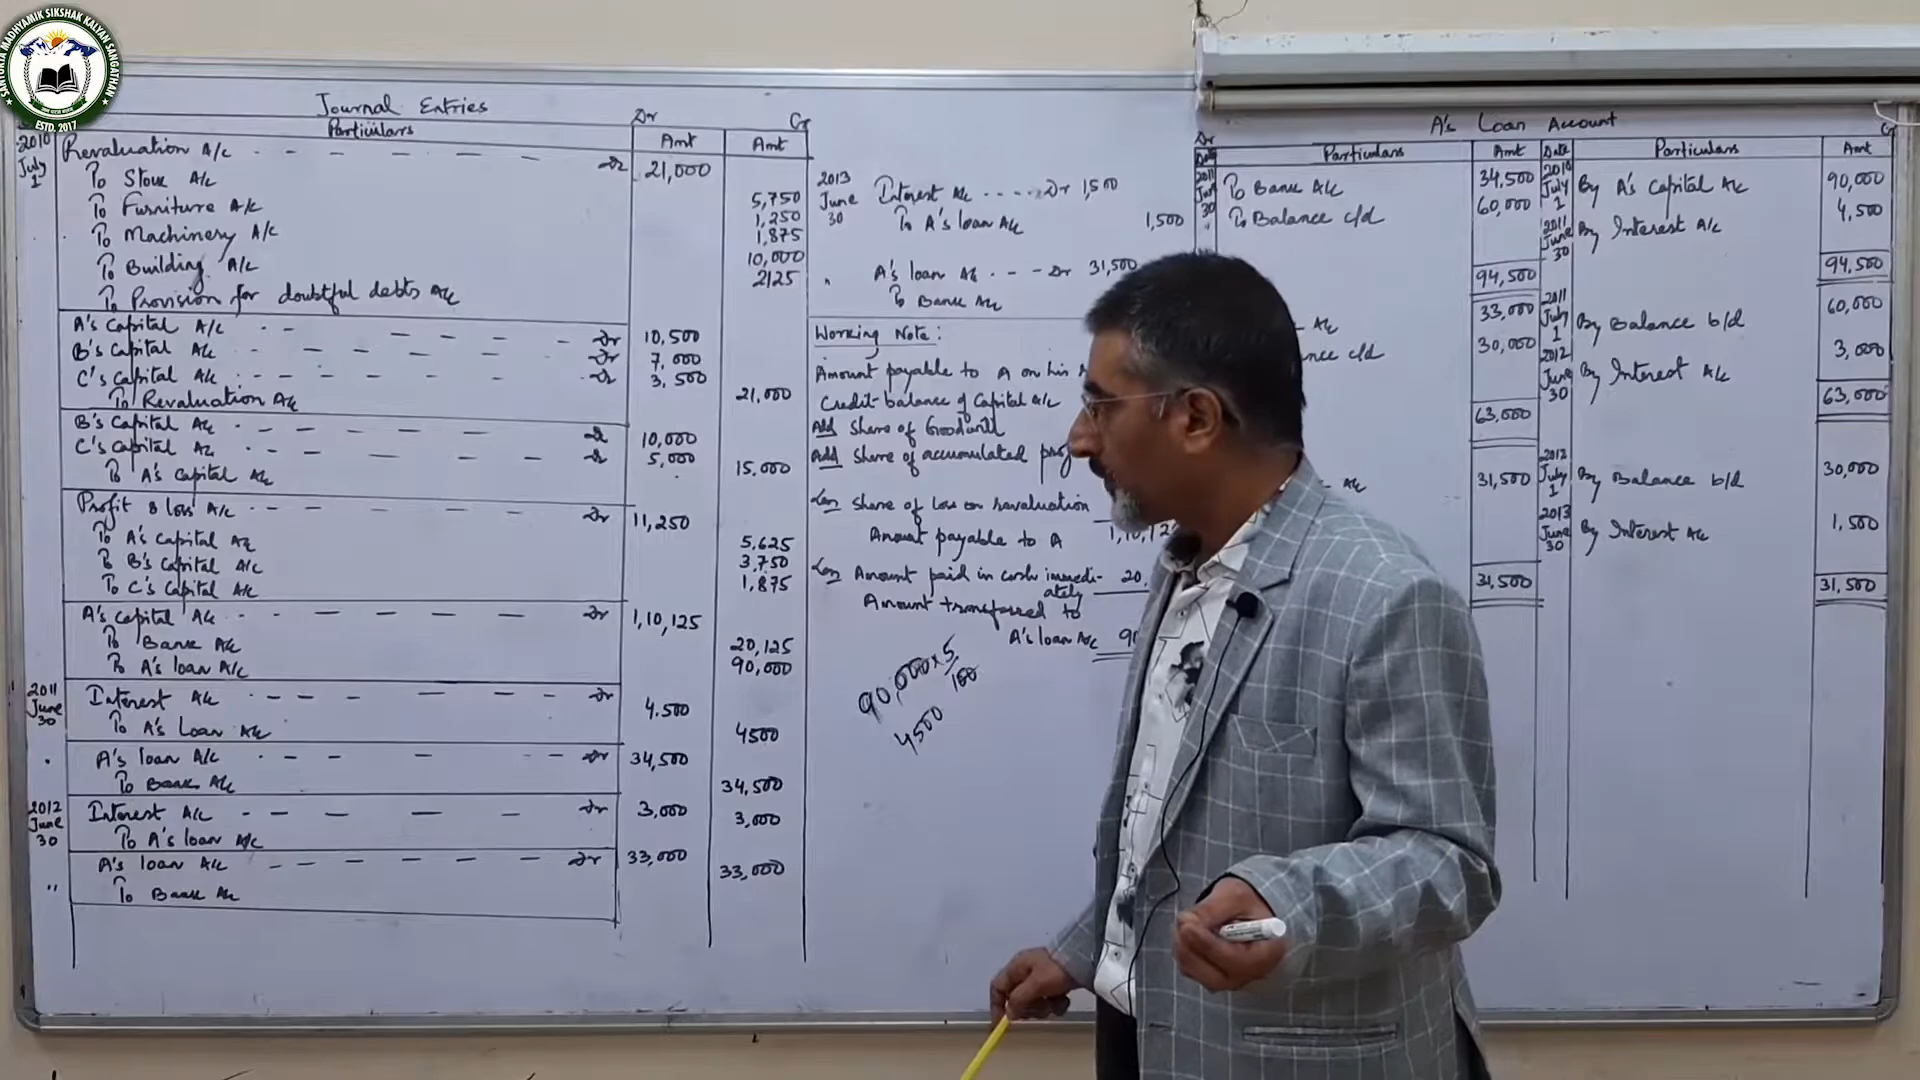 SANYUKTA MADHYAMIK SIKSHAK KALYAN SANGATHAN
ESTD. 2017
Journal Entries
Dr
Cr
Particulars
Amt
Amt
2010 July 1
Revaluation A/c Dr 21,000
To Stock A/c 5,750
To Furniture A/c 1,250
To Machinery A/c 1,875
To Building A/c 10,000
To Provision for doubtful debts A/c 2125
A's Capital A/c Dr 10,500
B's Capital A/c Dr 7,000
C's Capital A/c Dr 3,500
To Revaluation A/c 21,000
B's Capital A/c Dr 10,000
C's Capital A/c Dr 5,000
To A's Capital A/c 15,000
Profit & loss A/c Dr 11,250
To A's Capital A/c 5,625
To B's Capital A/c 3,750
To C's Capital A/c 1,875
A's Capital A/c Dr 1,10,125
To Bank A/c 20,125
To A's loan A/c 90,000
2011 June 30
Interest A/c Dr 4,500
To A's Loan A/c 4500
A's loan A/c Dr 34,500
To Bank A/c 34,500
2012 June 30
Interest A/c Dr 3,000
To A's loan A/c 3,000
" A's loan A/c Dr 33,000
To Bank A/c 33,000
2013 June 30
Interest A/c Dr 1,500
To A's loan A/c 1,500
" A's loan A/c Dr 31,500
To Bank A/c
Working Note:
Amount payable to A on his
Credit balance of Capital A/c
Add Share of Goodwill
Add Share of accumulated
Less Share of loss on revaluation
Amount payable to A 1,10,12
Less Amount paid in cash immediately 20,
Amount transferred to
A's loan A/c 90
90,000 x 5/100
4500
A's Loan Account
Dr
Cr
Date Particulars Amt Date Particulars Amt
2011 Jun 30 To Bank A/c 34,500 2010 July 1 By A's Capital A/c 90,000
" To Balance c/d 60,000 2011 June 30 By Interest A/c 4,500
94,500 94,500
A/c 33,000 2011 July 1 By Balance b/d 60,000
c/d 30,000 2012 June 30 By Interest A/c 3,000
63,000 63,000
A/c 31,500 2012 July 1 By Balance b/d 30,000
2013 June 30 By Interest A/c 1,500
31,500 31,500